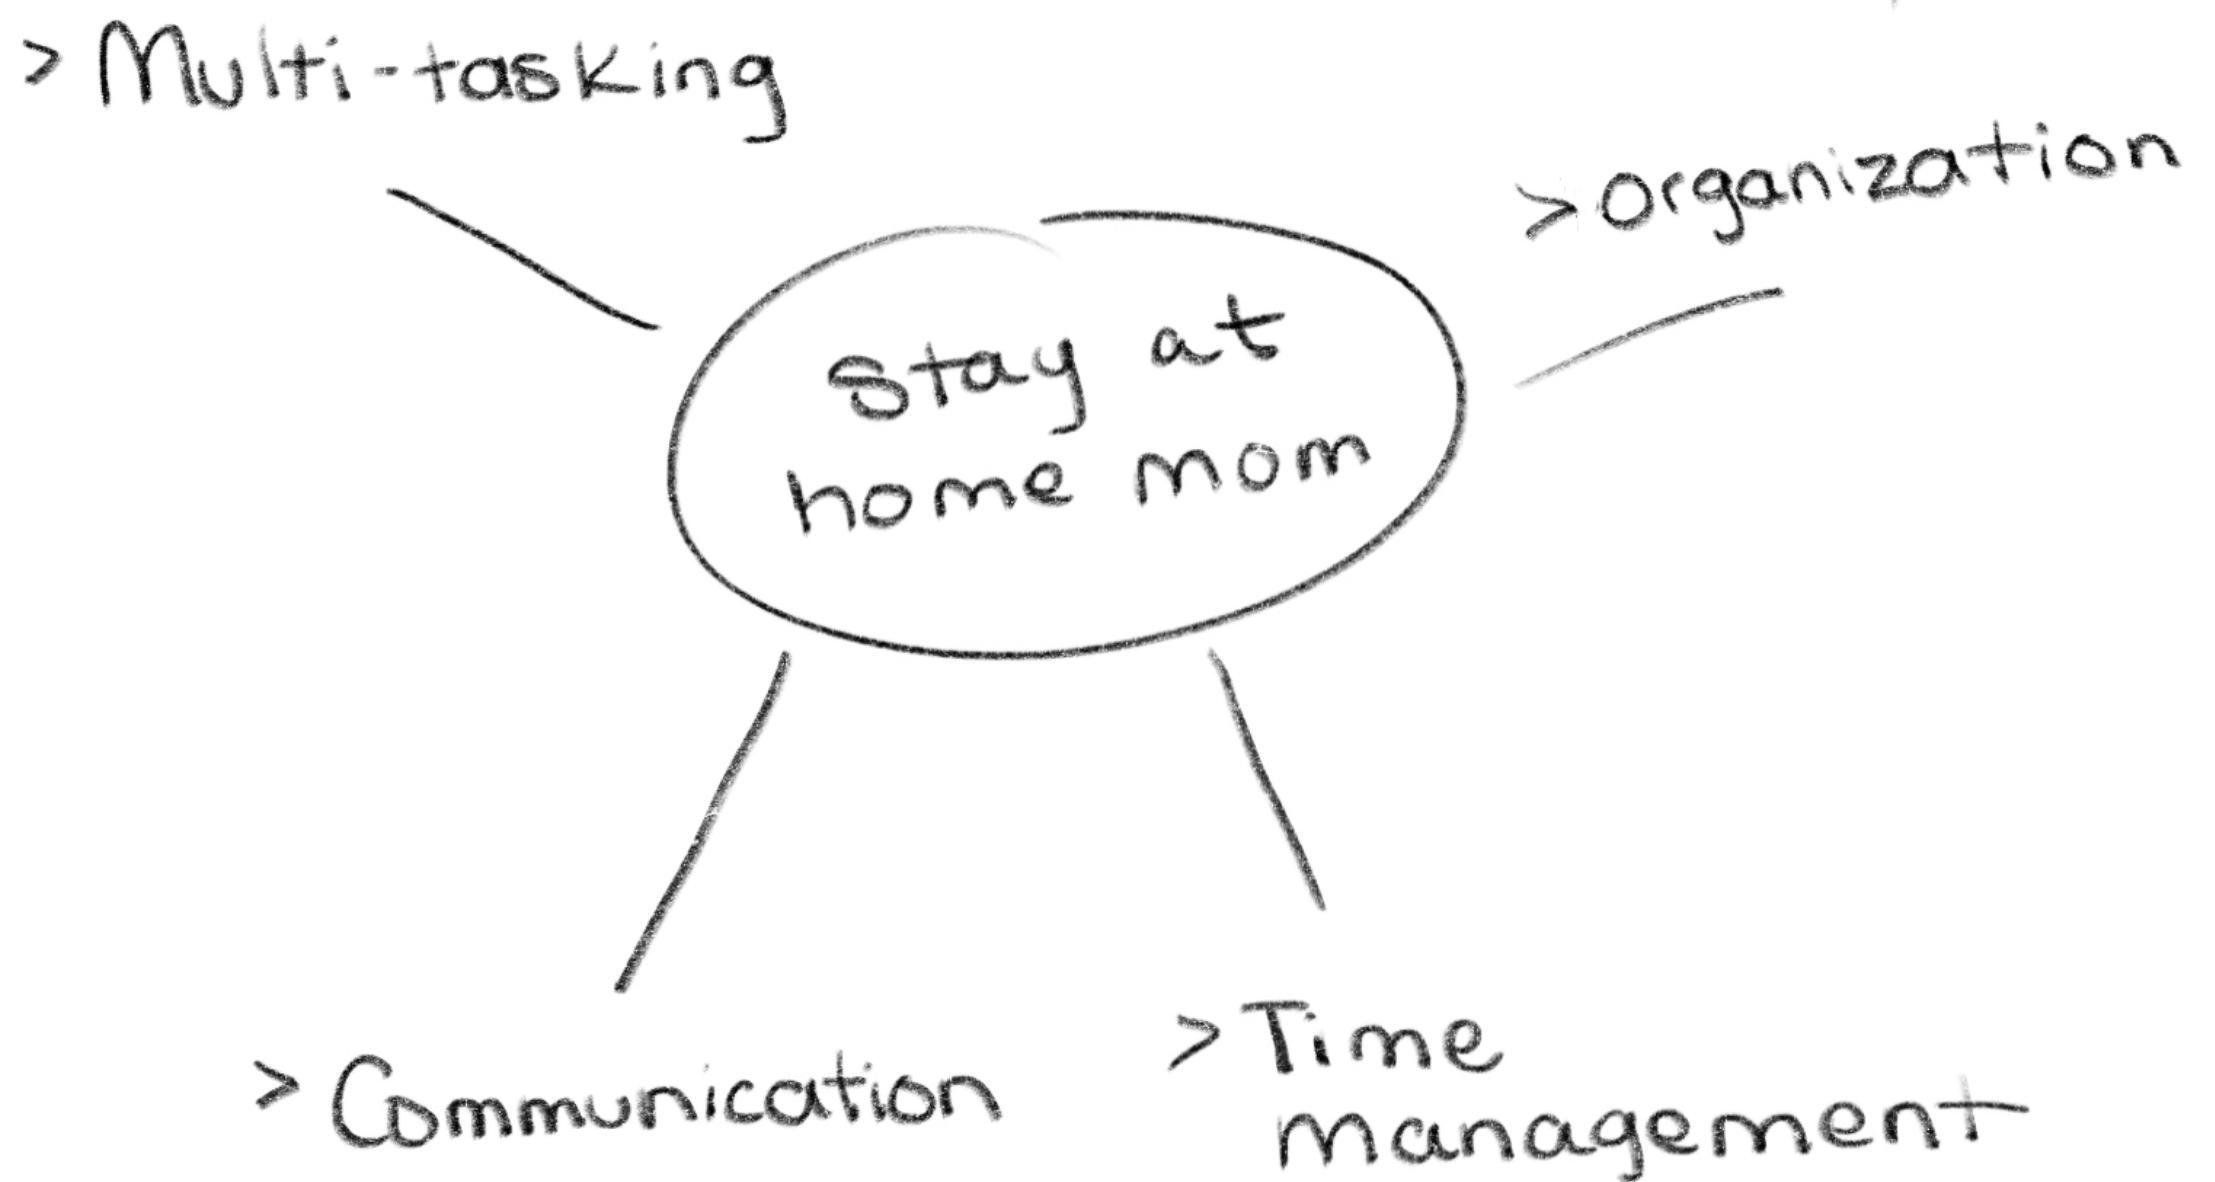 > Multi-tasking
> Organization
Stay at
home mom
> Communication
> Time
management